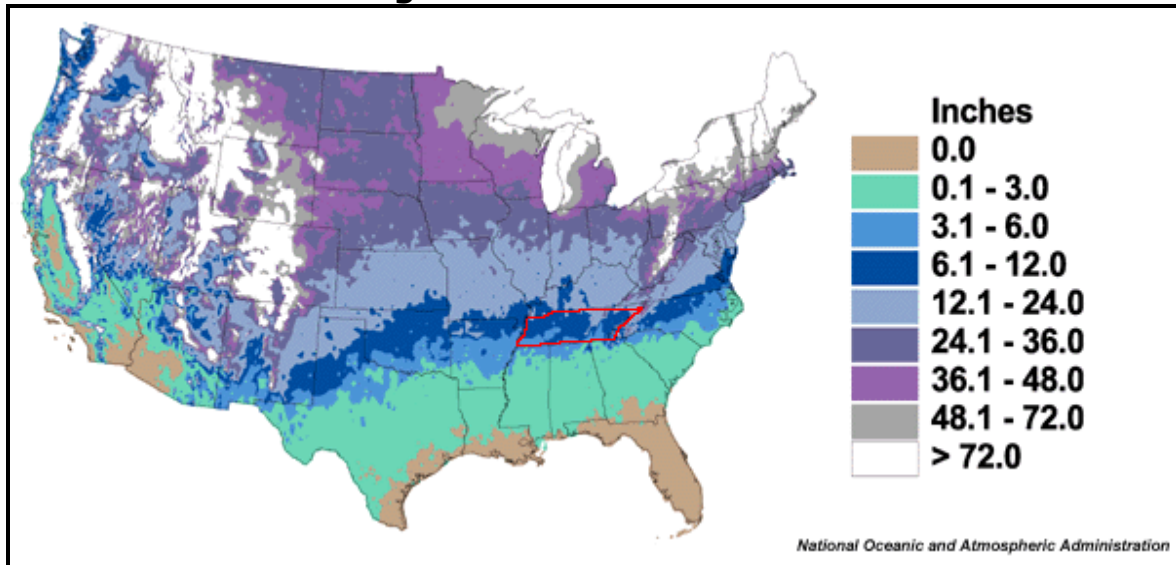 Inches
0.0
0.1 - 3.0
3.1 - 6.0
6.1 - 12.0
12.1 - 24.0
24.1 - 36.0
36.1 - 48.0
48.1 - 72.0
> 72.0
National Oceanic and Atmospheric Administration